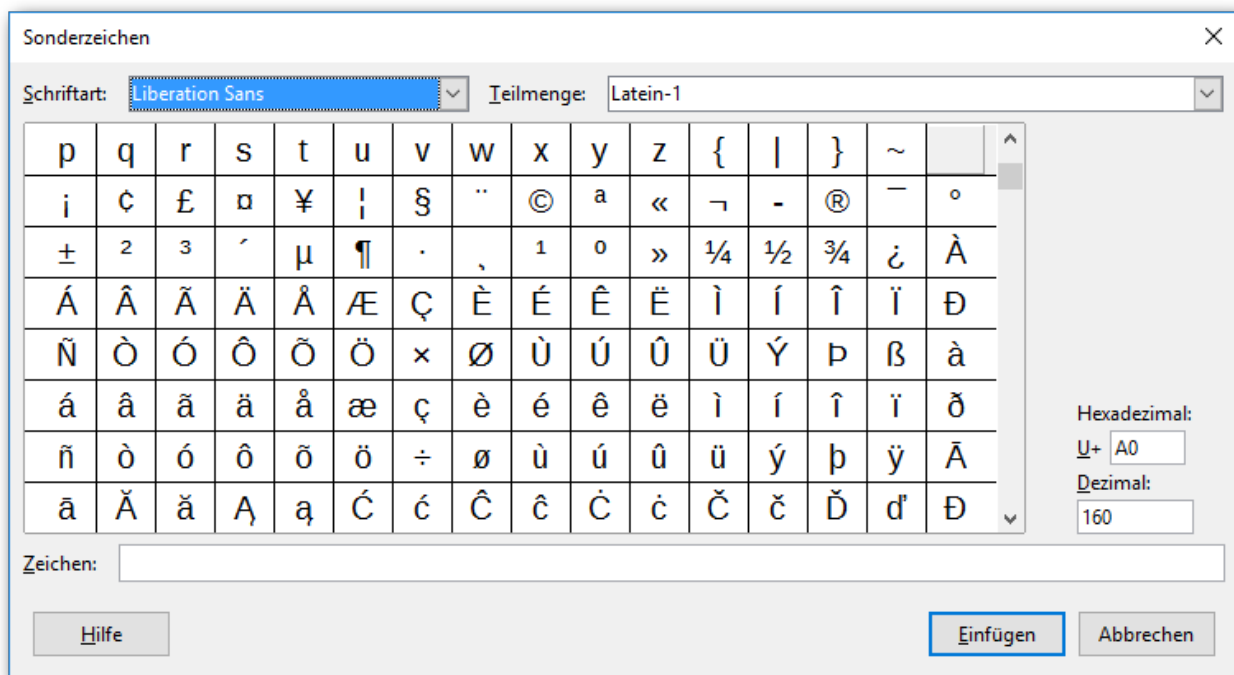 Sonderzeichen
Schriftart: Liberation Sans Teilmenge: Latein-1
p q r s t u v w x y z { | } ~
¡ ¢ £ ¤ ¥ ¦ § ¨ © ª « ¬ - ® ¯ °
± ² ³ ´ µ ¶ · ¸ ¹ º » ¼ ½ ¾ ¿ À
Á Â Ã Ä Å Æ Ç È É Ê Ë Ì Í Î Ï Ð
Ñ Ò Ó Ô Õ Ö × Ø Ù Ú Û Ü Ý Þ ß à
á â ã ä å æ ç è é ê ë ì í î ï ð
ñ ò ó ô õ ö ÷ ø ù ú û ü ý þ ÿ Ā
ā Ă ă Ą ą Ć ć Ĉ ĉ Ċ ċ Č č Ď ď Đ
Hexadezimal:
U+ A0
Dezimal:
160
Zeichen:
Hilfe Einfügen Abbrechen